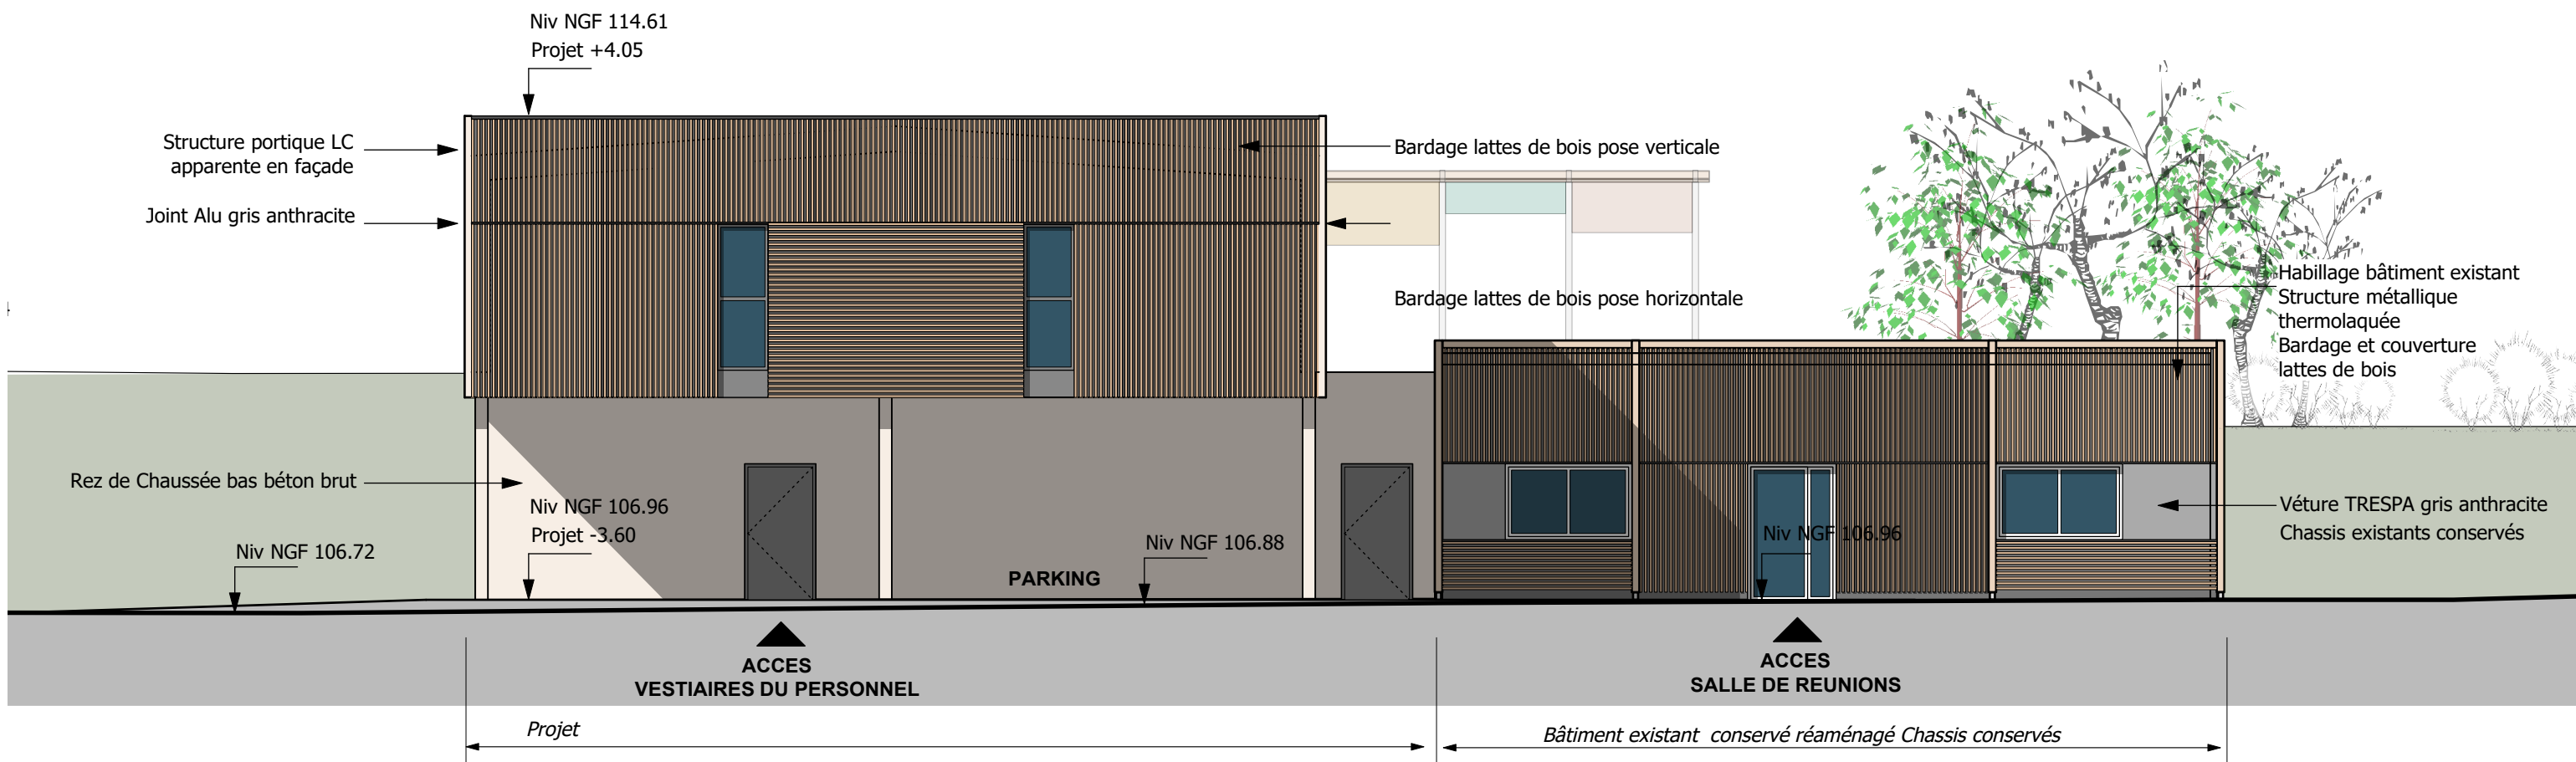 Niv NGF 114.61
Projet +4.05
Structure portique LC
apparente en façade
Joint Alu gris anthracite
Bardage lattes de bois pose verticale
Bardage lattes de bois pose horizontale
Habillage bâtiment existant
Structure métallique
thermolaquée
Bardage et couverture
lattes de bois
Rez de Chaussée bas béton brut
Niv NGF 106.96
Projet -3.60
Niv NGF 106.72
Niv NGF 106.88
PARKING
Niv NGF 106.96
Véture TRESPA gris anthracite
Chassis existants conservés
ACCES
VESTIAIRES DU PERSONNEL
ACCES
SALLE DE REUNIONS
Projet
Bâtiment existant conservé réaménagé Chassis conservés